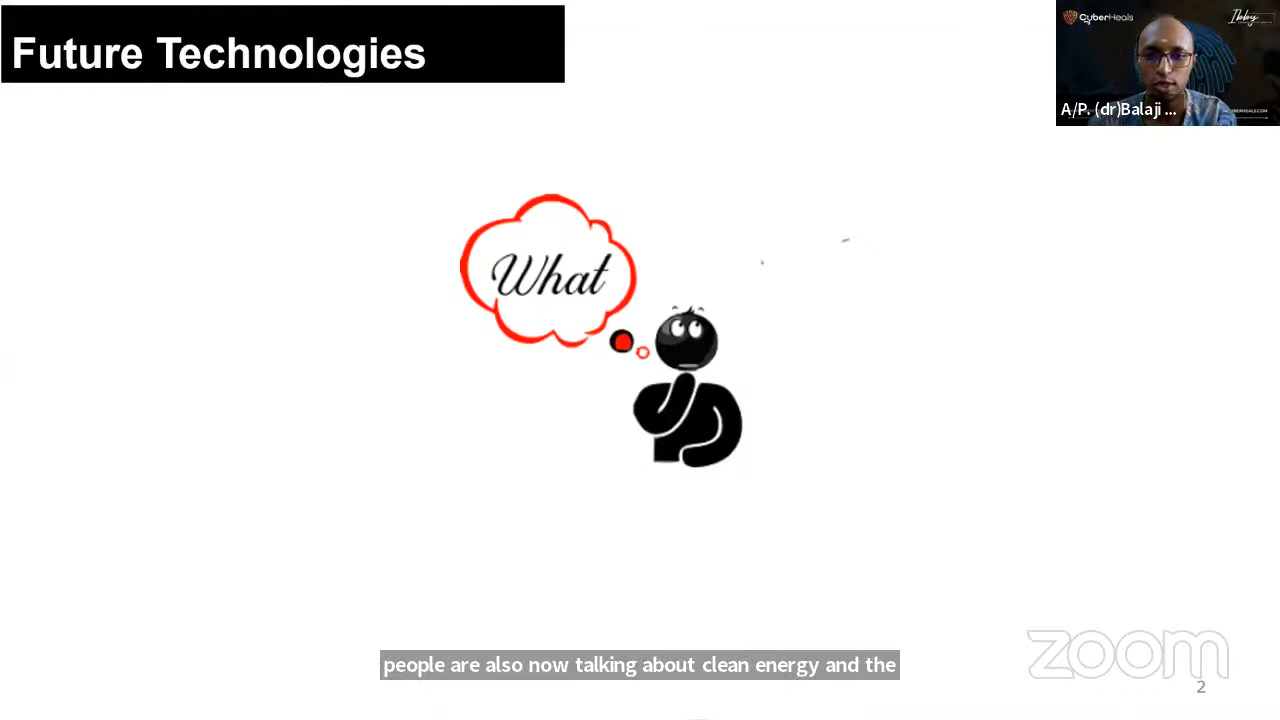 Future Technologies
CyberHeals
A/P. (dr)Balaji ...
What
people are also now talking about clean energy and the
zoom
2